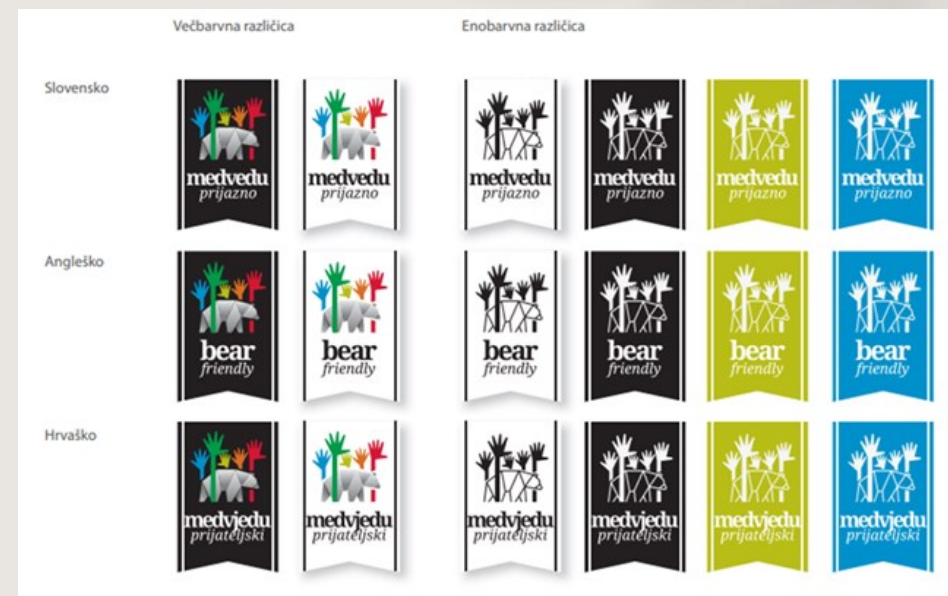 Večbarvna različica
Enobarvna različica
Slovensko
medvedu
prijazno
medvedu
prijazno
medvedu
prijazno
medvedu
prijazno
medvedu
prijazno
medvedu
prijazno
Angleško
bear
friendly
bear
friendly
bear
friendly
bear
friendly
bear
friendly
bear
friendly
Hrvaško
medvjedu
prijateljski
medvjedu
prijateljski
medvjedu
prijateljski
medvjedu
prijateljski
medvjedu
prijateljski
medvjedu
prijateljski